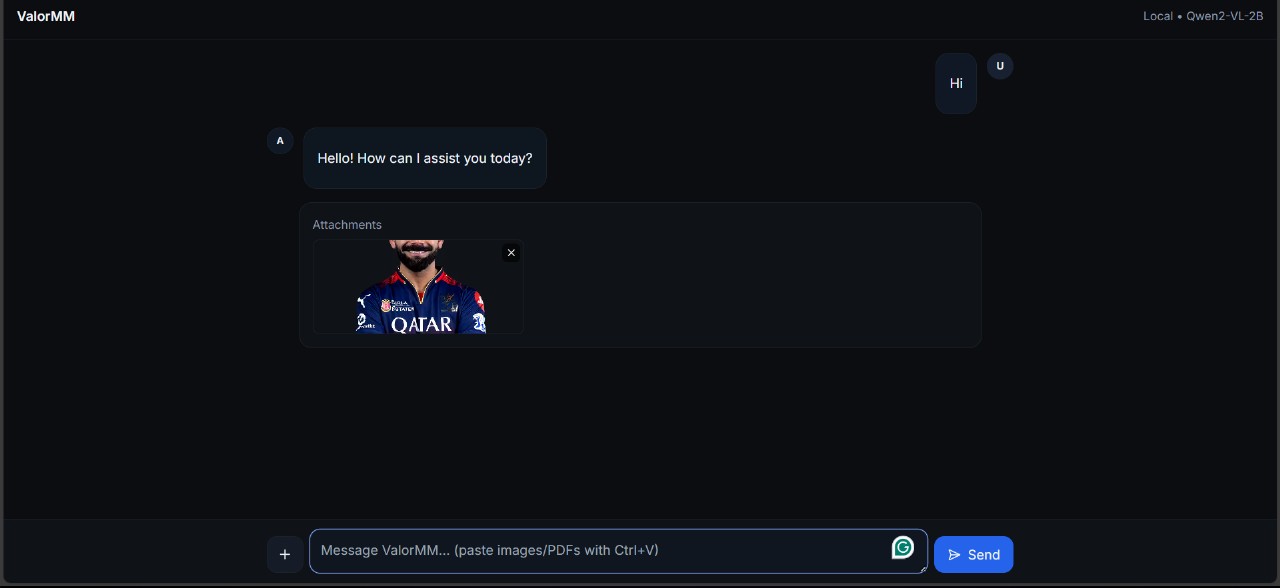 ValorMM
Local • Qwen2-VL-2B
Hi
U
A
Hello! How can I assist you today?
Attachments
QATAR
Message ValorMM... (paste images/PDFs with Ctrl+V)
Send